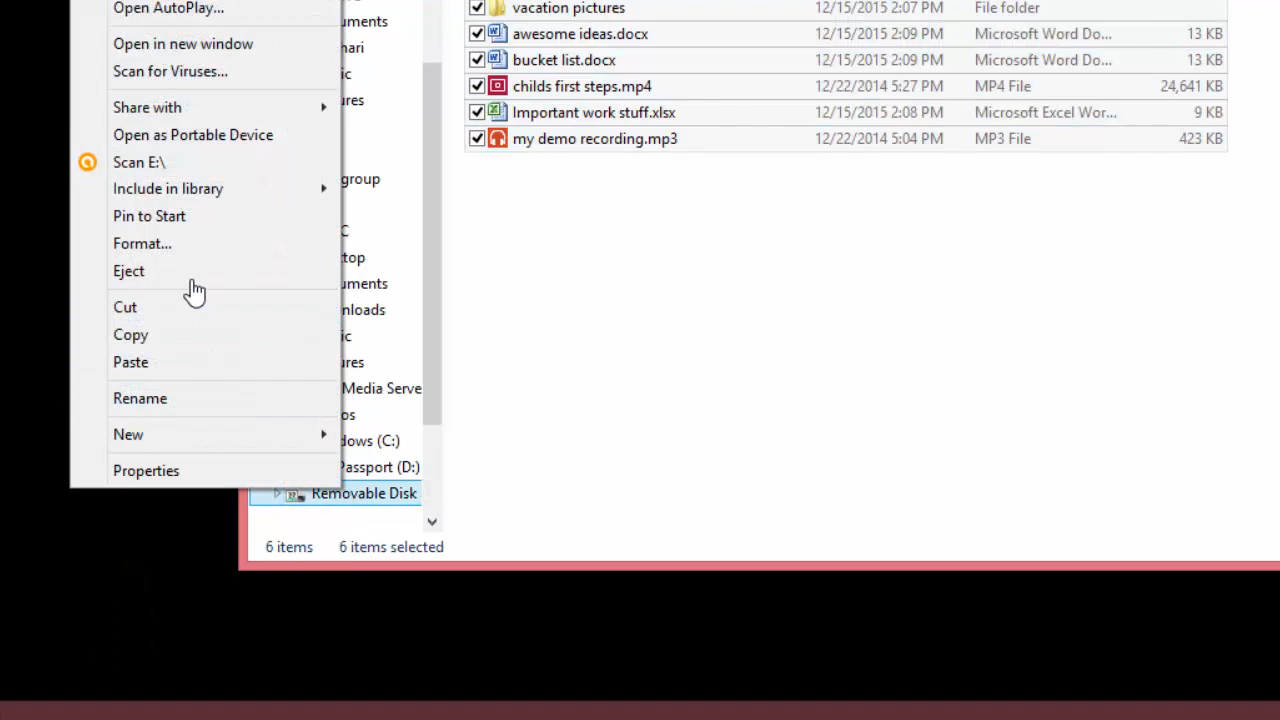 Open AutoPlay...
Open in new window
Scan for Viruses...
Share with
Open as Portable Device
Scan E:\
Include in library
Pin to Start
Format...
Eject
Cut
Copy
Paste
Rename
New
Properties
uments
nari
ic
ures
group
C
top
uments
nloads
ic
ures
Media Serve
os
dows (C:)
Passport (D:)
Removable Disk
vacation pictures 12/15/2015 2:07 PM File folder
awesome ideas.docx 12/15/2015 2:09 PM Microsoft Word Do... 13 KB
bucket list.docx 12/15/2015 2:09 PM Microsoft Word Do... 13 KB
childs first steps.mp4 12/22/2014 5:27 PM MP4 File 24,641 KB
Important work stuff.xlsx 12/15/2015 2:08 PM Microsoft Excel Wor... 9 KB
my demo recording.mp3 12/22/2014 5:04 PM MP3 File 423 KB
6 items 6 items selected